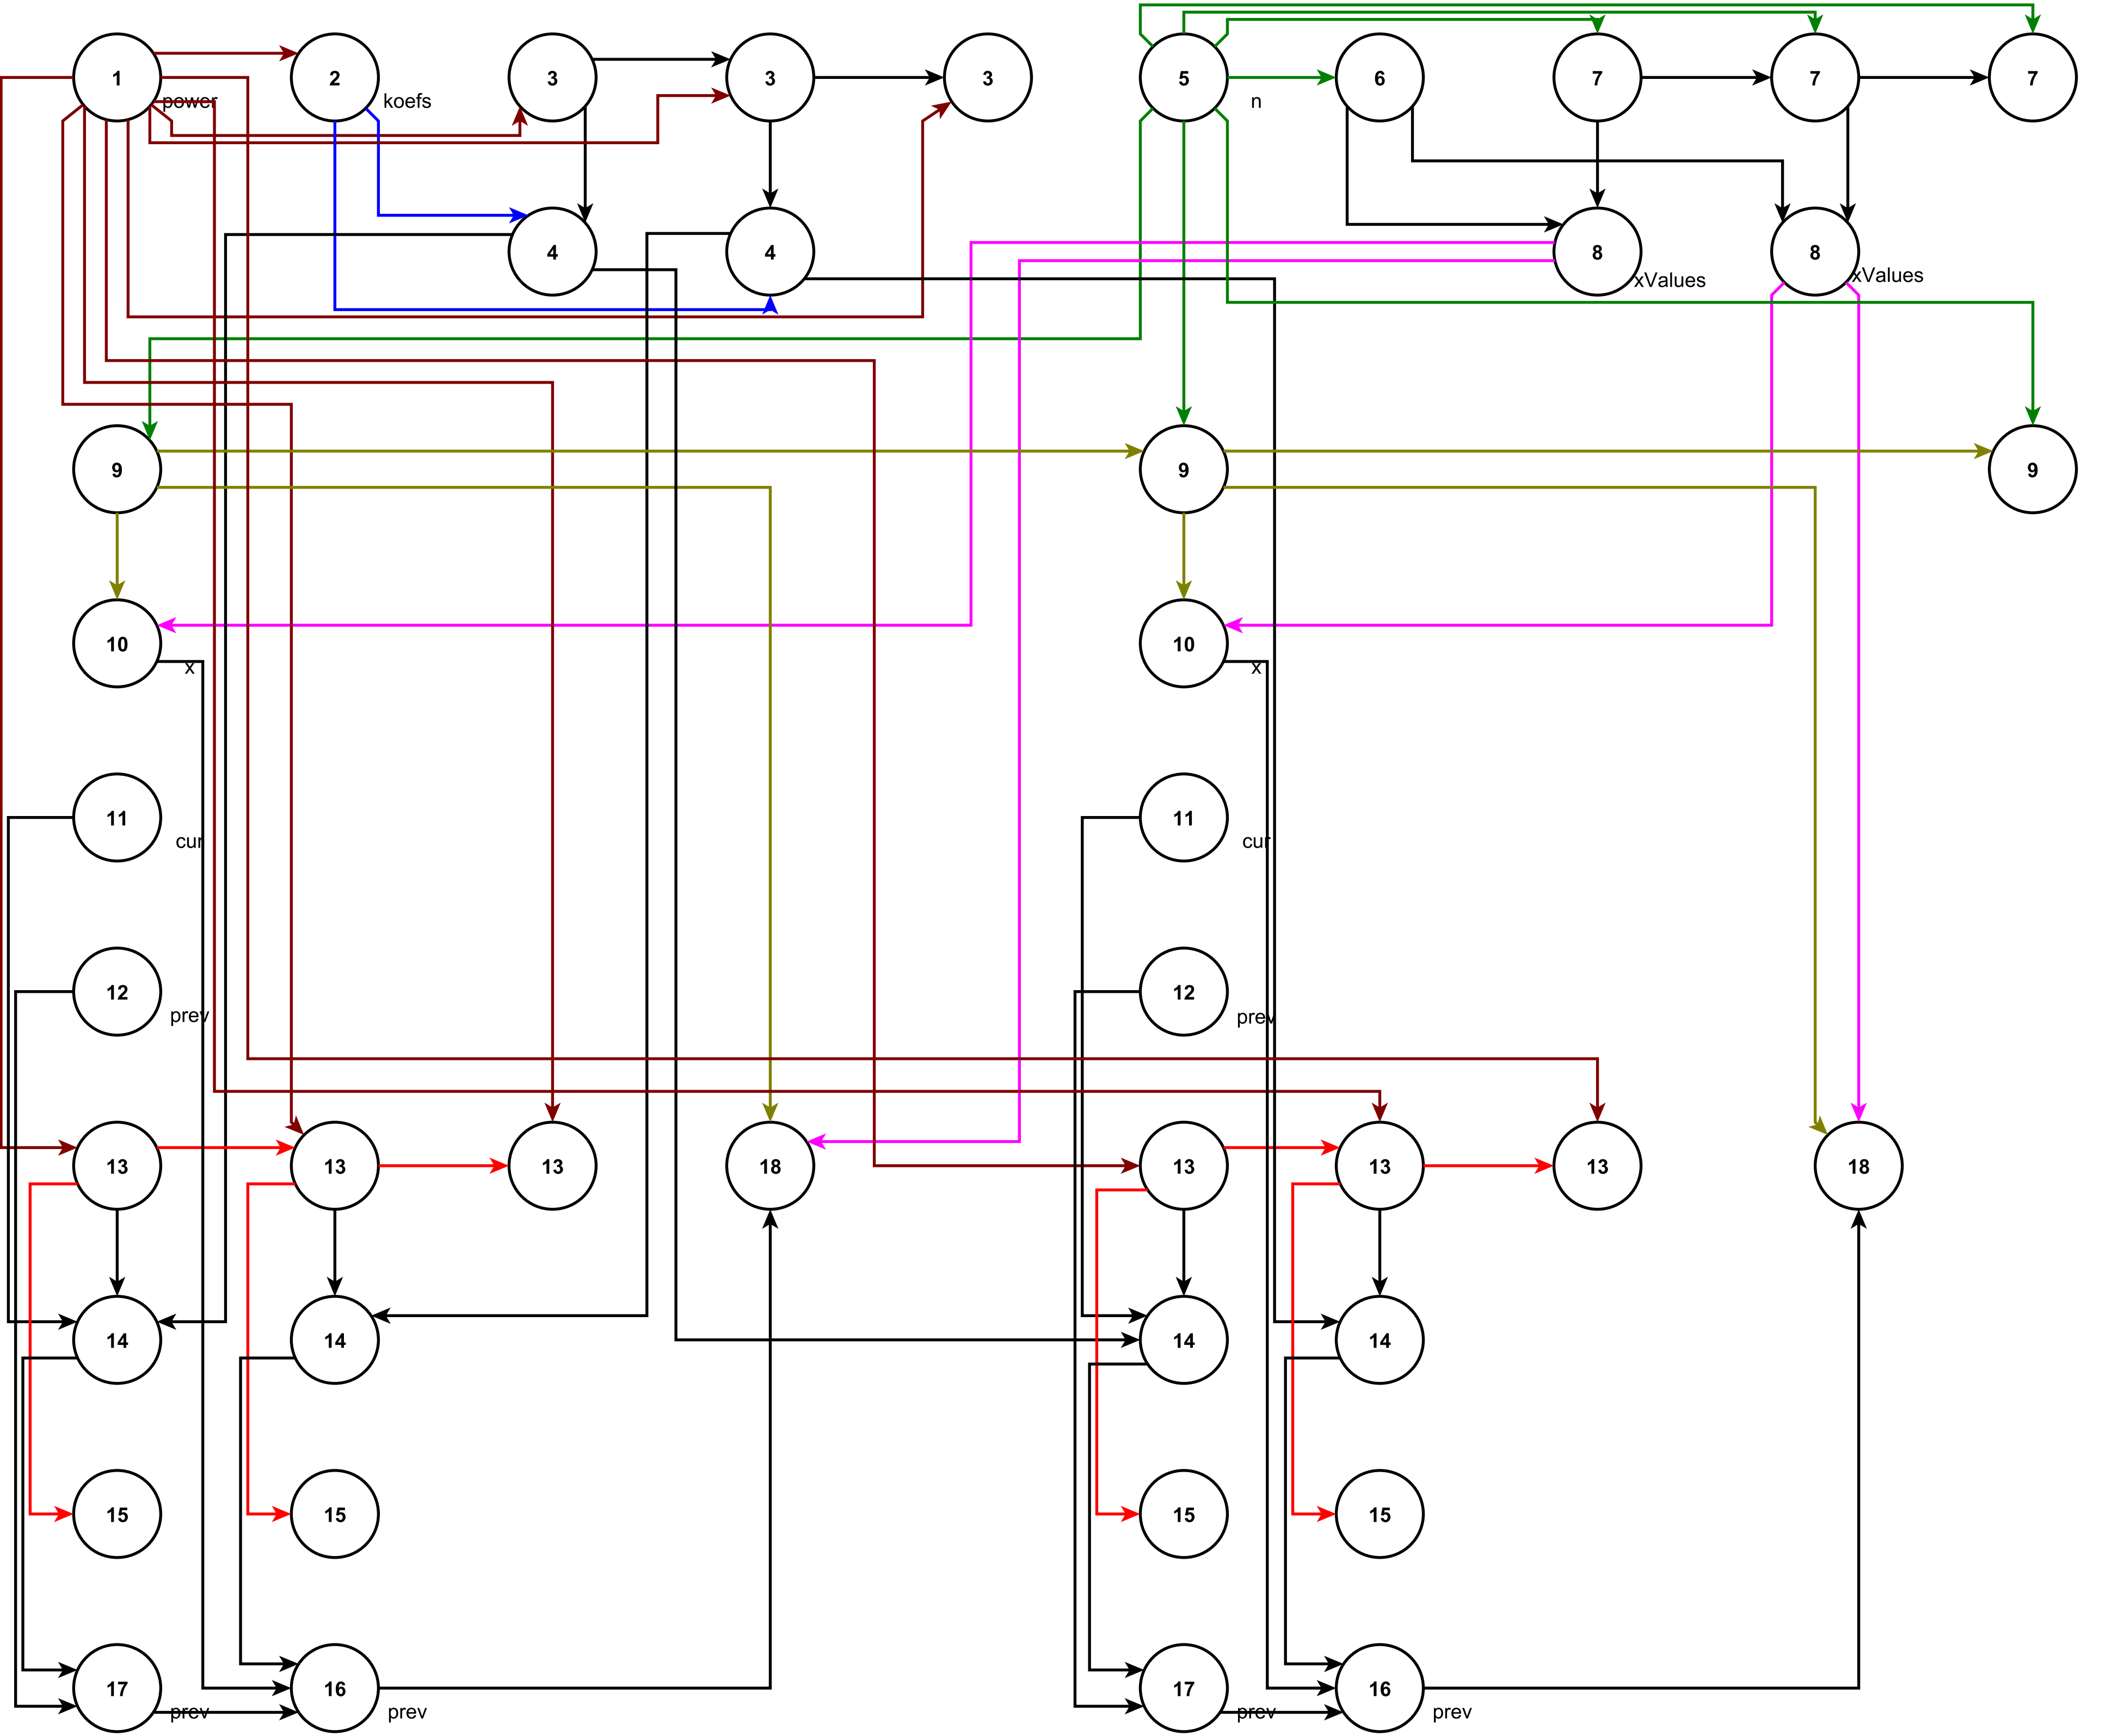 1 2 3 3 3 5 6 7 7 7
power koefs n
4 4 8 8
xValues xValues
9 9 9
10 10
x x
11 11
cur cur
12 12
prev prev
13 13 13 18 13 13 13 18
14 14 14 14
15 15 15 15
17 16 17 16
prev prev prev prev